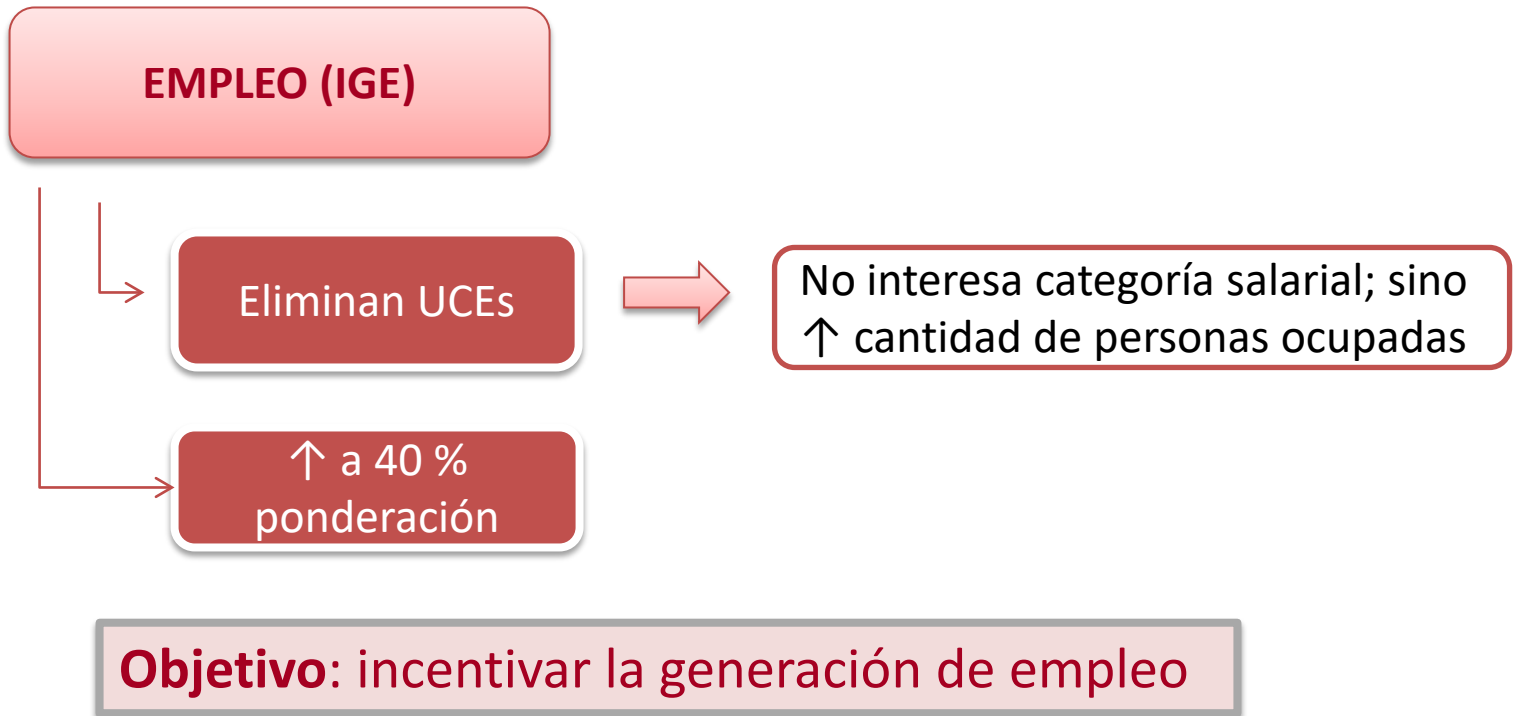 EMPLEO (IGE)
Eliminan UCEs
No interesa categoría salarial; sino
↑ cantidad de personas ocupadas
↑ a 40 %
ponderación
Objetivo: incentivar la generación de empleo